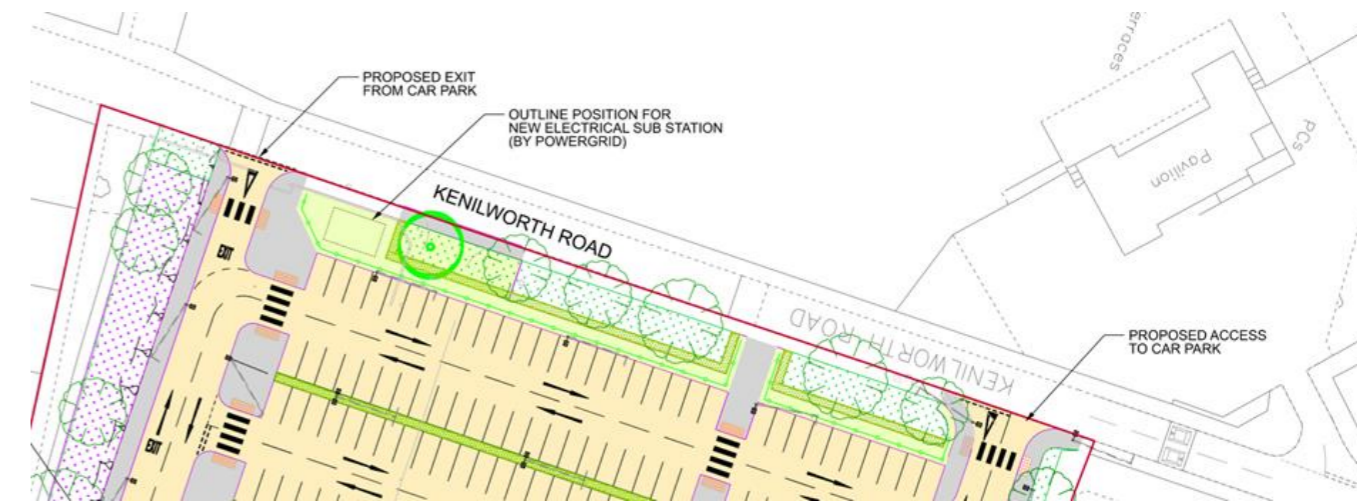 erraces
PROPOSED EXIT
FROM CAR PARK
OUTLINE POSITION FOR
NEW ELECTRICAL SUB STATION
(BY POWERGRID)
PCs
Pavilion
KENILWORTH ROAD
EXIT
KENILWORTH ROAD
PROPOSED ACCESS
TO CAR PARK
EXIT